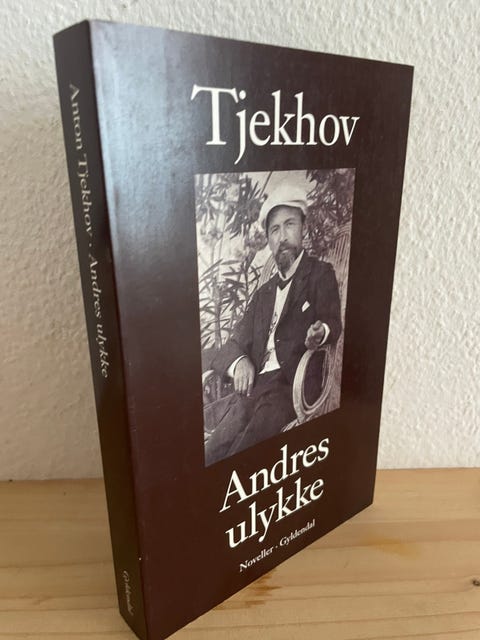 Tjekhov
Andres
ulykke
Noveller · Gyldendal
Anton Tjekhov · Andres ulykke
Gyldendal